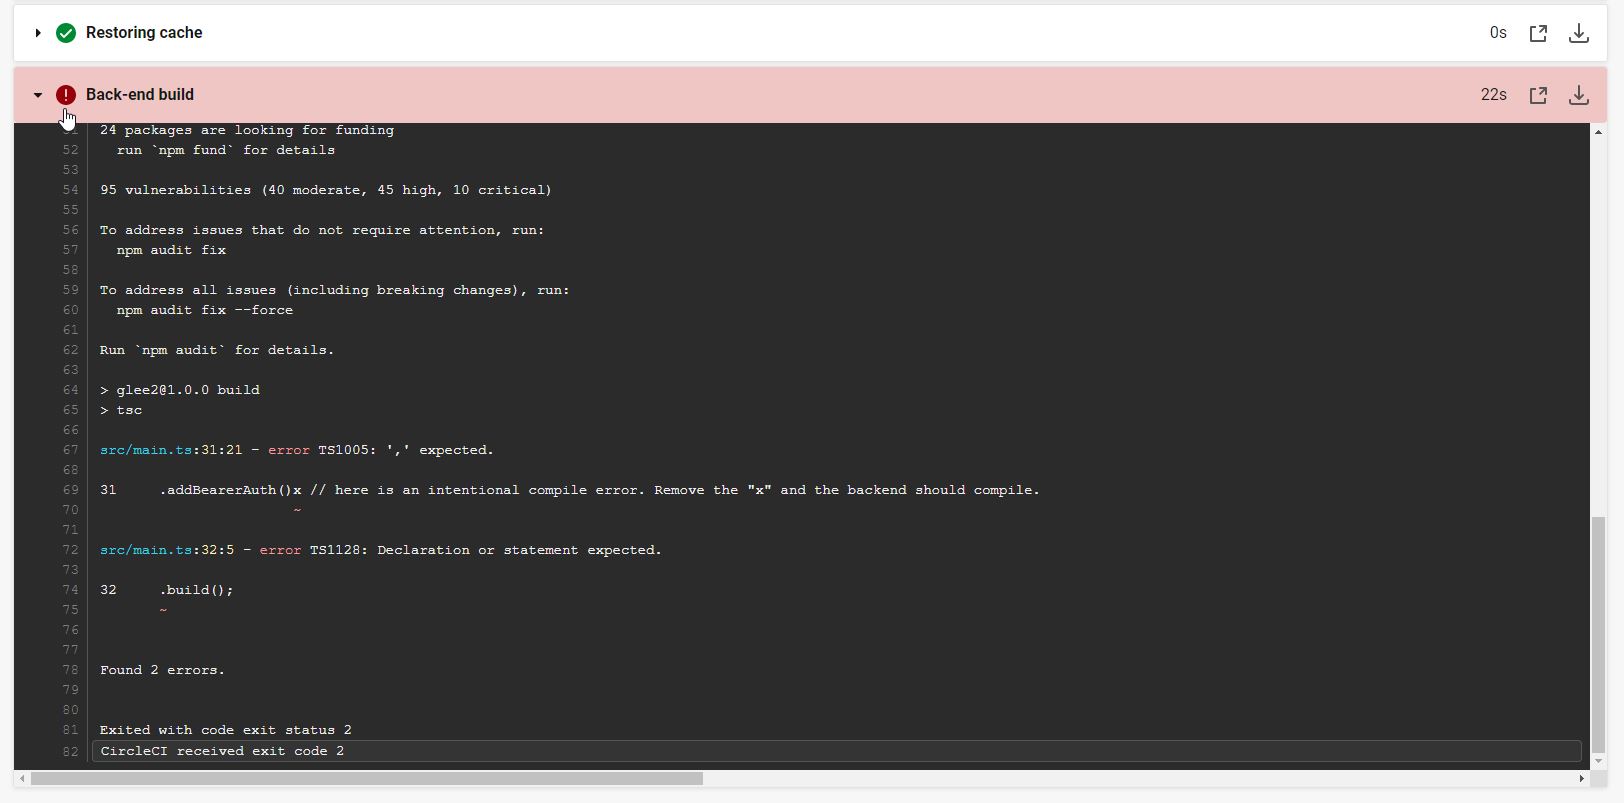 Restoring cache 0s
Back-end build 22s
51 24 packages are looking for funding
52   run `npm fund` for details
53
54 95 vulnerabilities (40 moderate, 45 high, 10 critical)
55
56 To address issues that do not require attention, run:
57   npm audit fix
58
59 To address all issues (including breaking changes), run:
60   npm audit fix --force
61
62 Run `npm audit` for details.
63
64 > glee2@1.0.0 build
65 > tsc
66
67 src/main.ts:31:21 - error TS1005: ',' expected.
68
69 31     .addBearerAuth()x // here is an intentional compile error. Remove the "x" and the backend should compile.
70                        ~
71
72 src/main.ts:32:5 - error TS1128: Declaration or statement expected.
73
74 32     .build();
75        ~
76
77
78 Found 2 errors.
79
80
81 Exited with code exit status 2
82 CircleCI received exit code 2